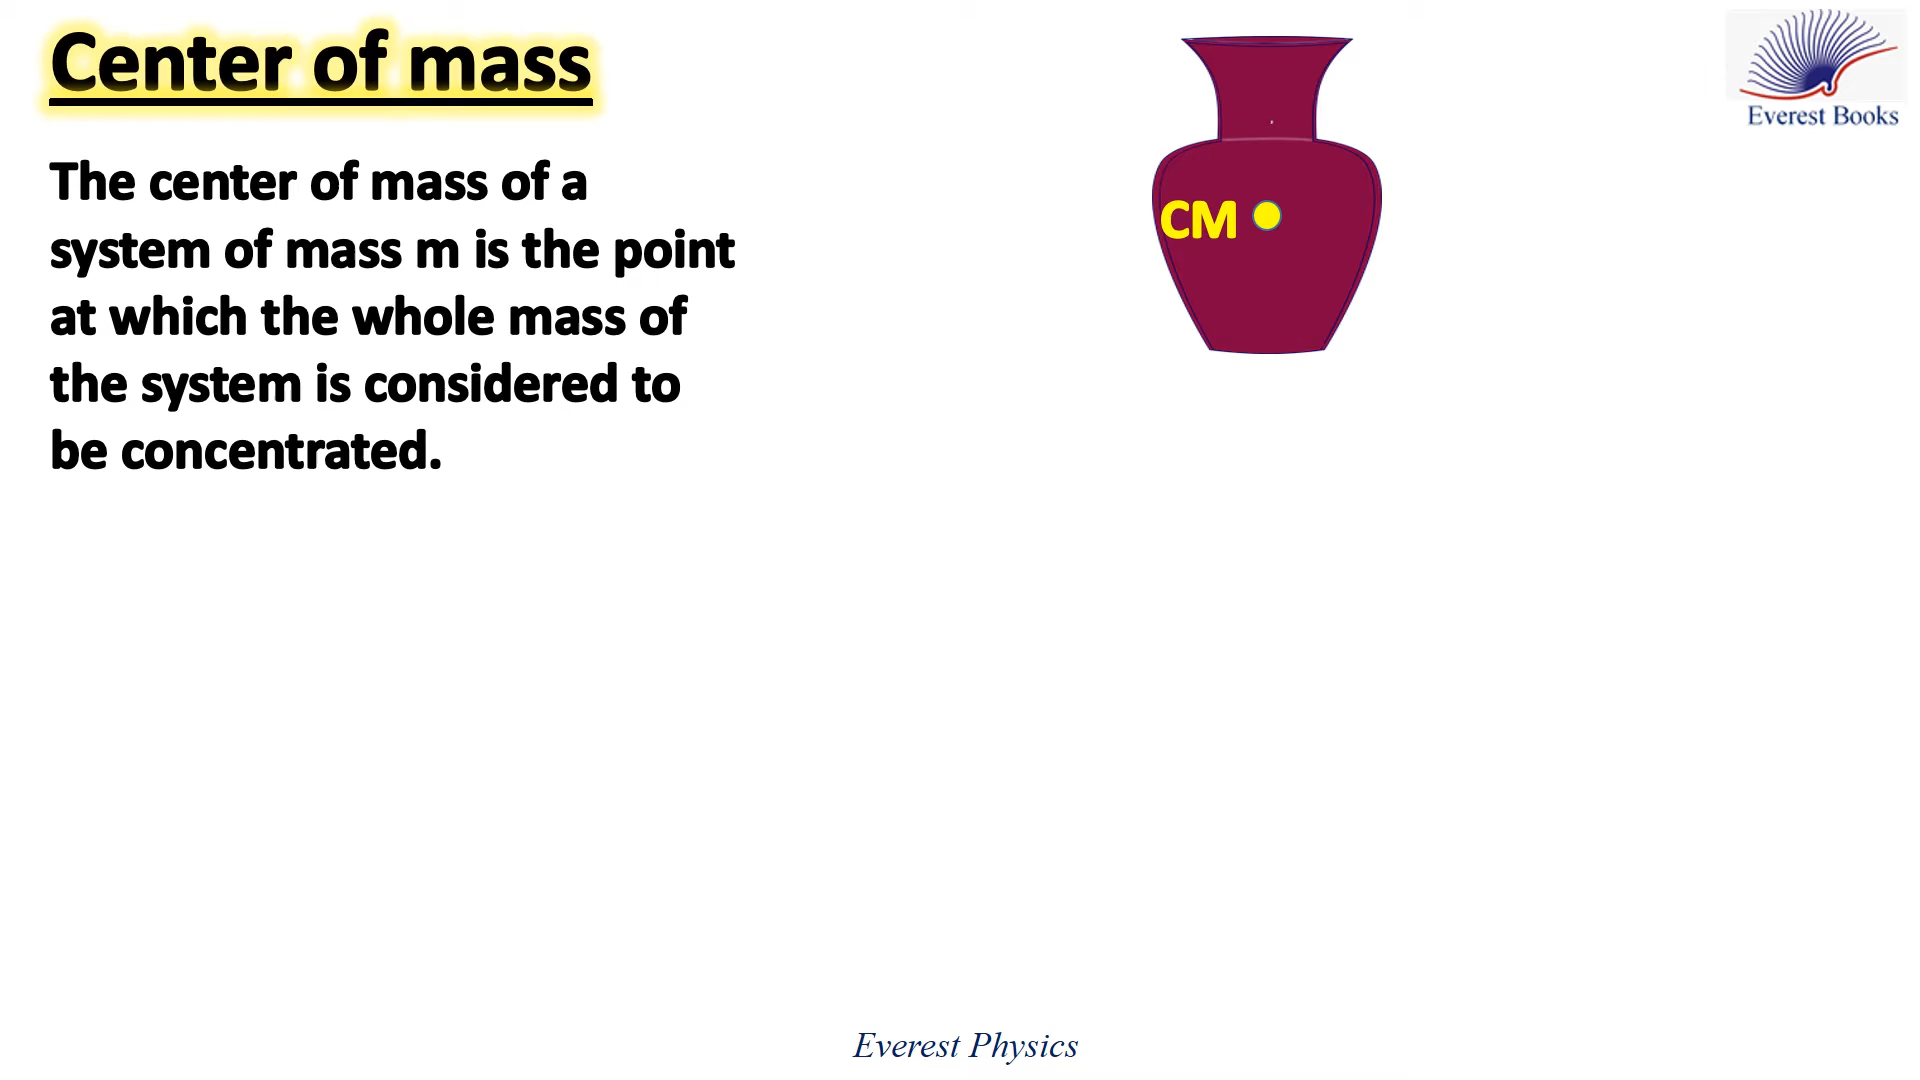 Center of mass
Everest Books
The center of mass of a
system of mass m is the point
at which the whole mass of
the system is considered to
be concentrated.
CM
Everest Physics